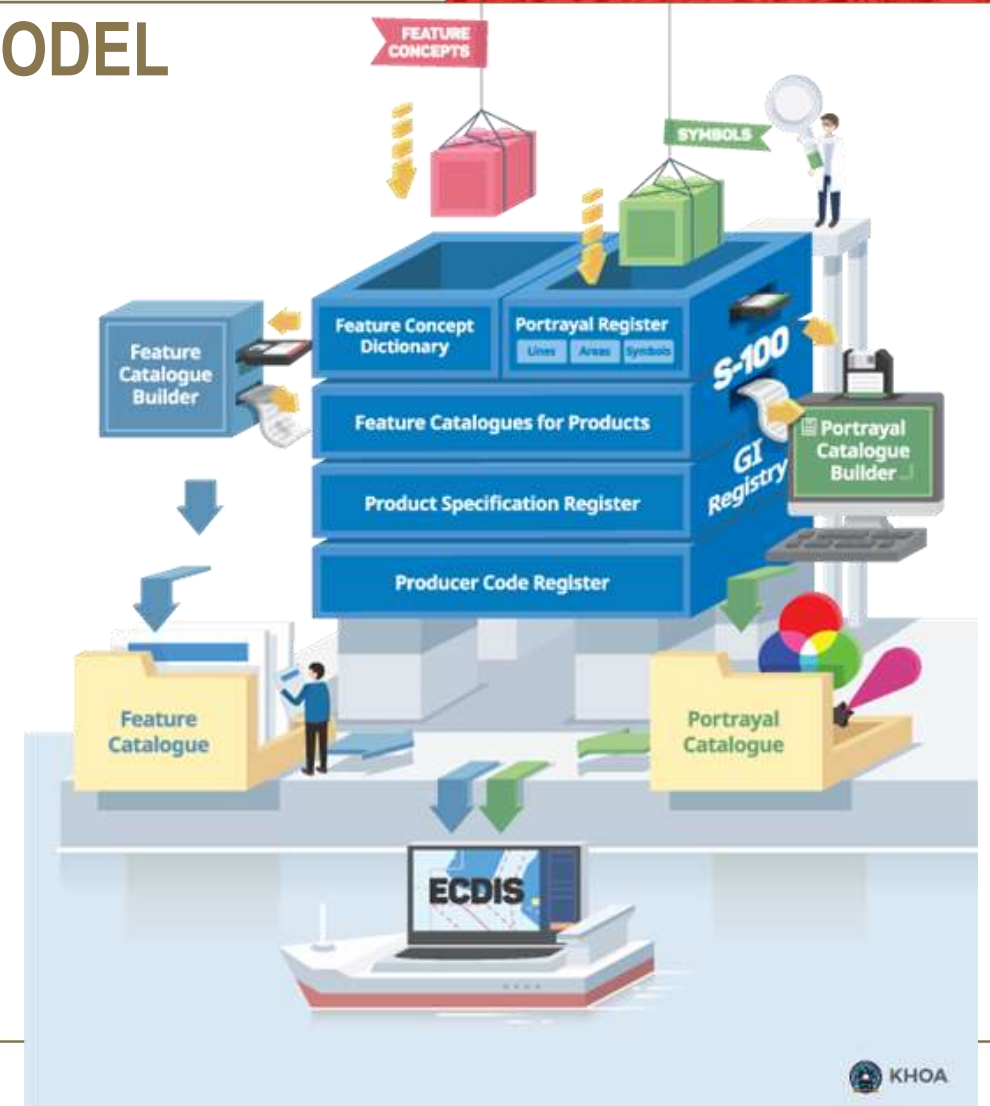 ODEL
FEATURE
CONCEPTS
SYMBOLS
Feature Concept
Dictionary
Portrayal Register
Lines Areas Symbols
S-100
GI
Registry
Feature
Catalogue
Builder
Feature Catalogues for Products
Portrayal
Catalogue
Builder
Product Specification Register
Producer Code Register
Feature
Catalogue
Portrayal
Catalogue
ECDIS
KHOA